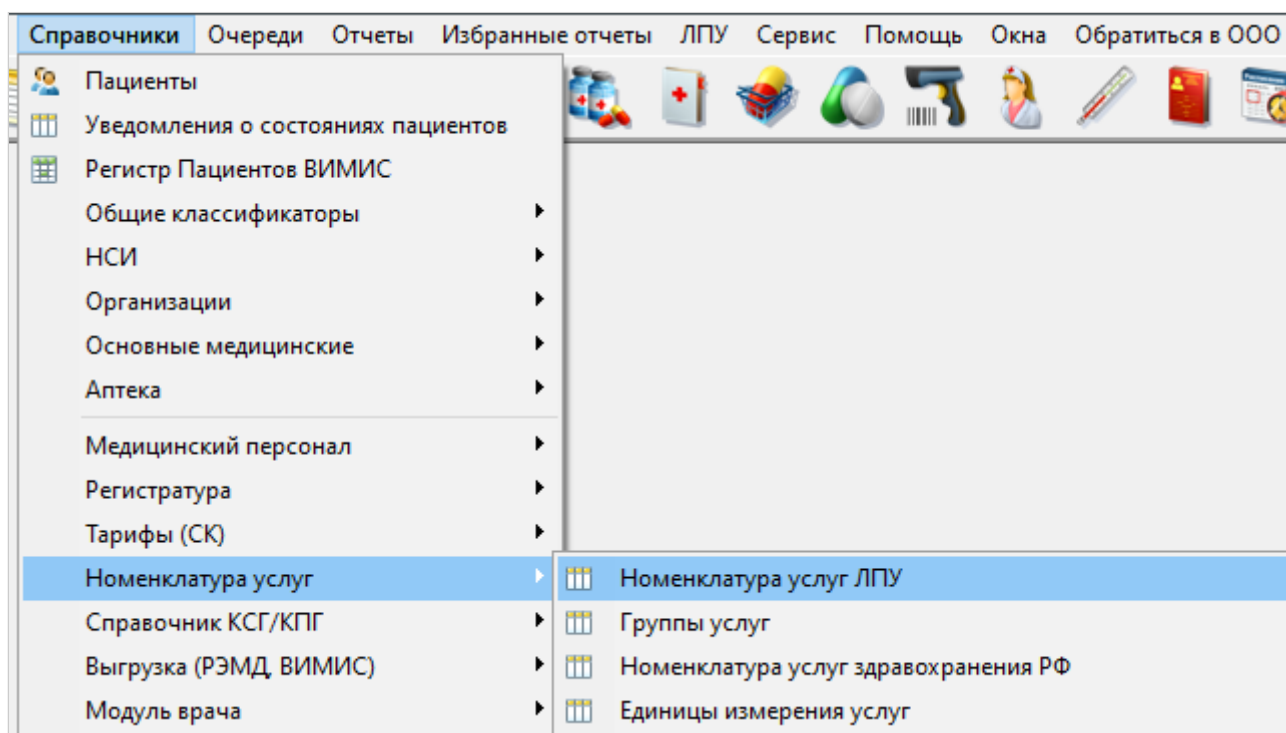 Справочники Очереди Отчеты Избранные отчеты ЛПУ Сервис Помощь Окна Обратиться в ООО
Пациенты
Уведомления о состояниях пациентов
Регистр Пациентов ВИМИС
Общие классификаторы
НСИ
Организации
Основные медицинские
Аптека
Медицинский персонал
Регистратура
Тарифы (СК)
Номенклатура услуг
Номенклатура услуг ЛПУ
Справочник КСГ/КПГ
Группы услуг
Выгрузка (РЭМД, ВИМИС)
Номенклатура услуг здравохранения РФ
Модуль врача
Единицы измерения услуг